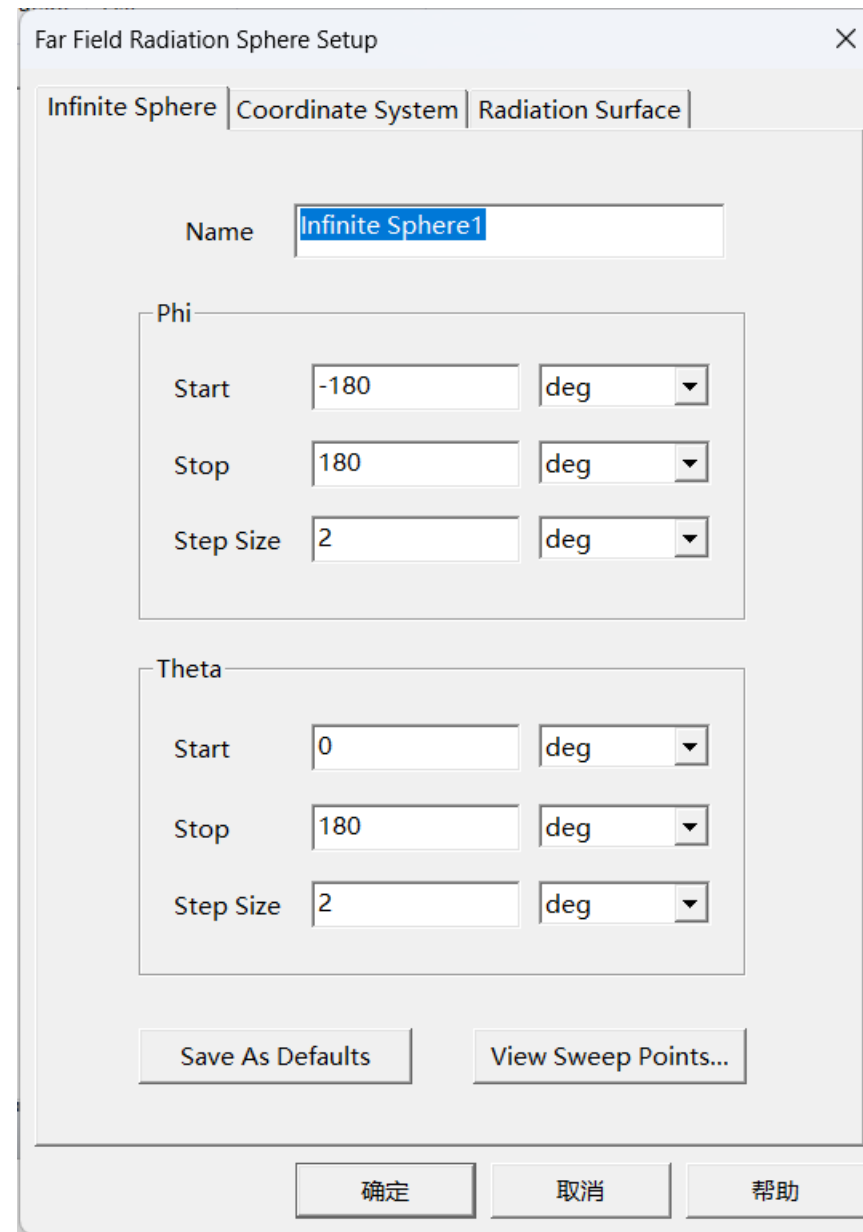 Far Field Radiation Sphere Setup
Infinite Sphere Coordinate System Radiation Surface
Name Infinite Sphere1
Phi
Start -180 deg
Stop 180 deg
Step Size 2 deg
Theta
Start 0 deg
Stop 180 deg
Step Size 2 deg
Save As Defaults View Sweep Points...
确定 取消 帮助